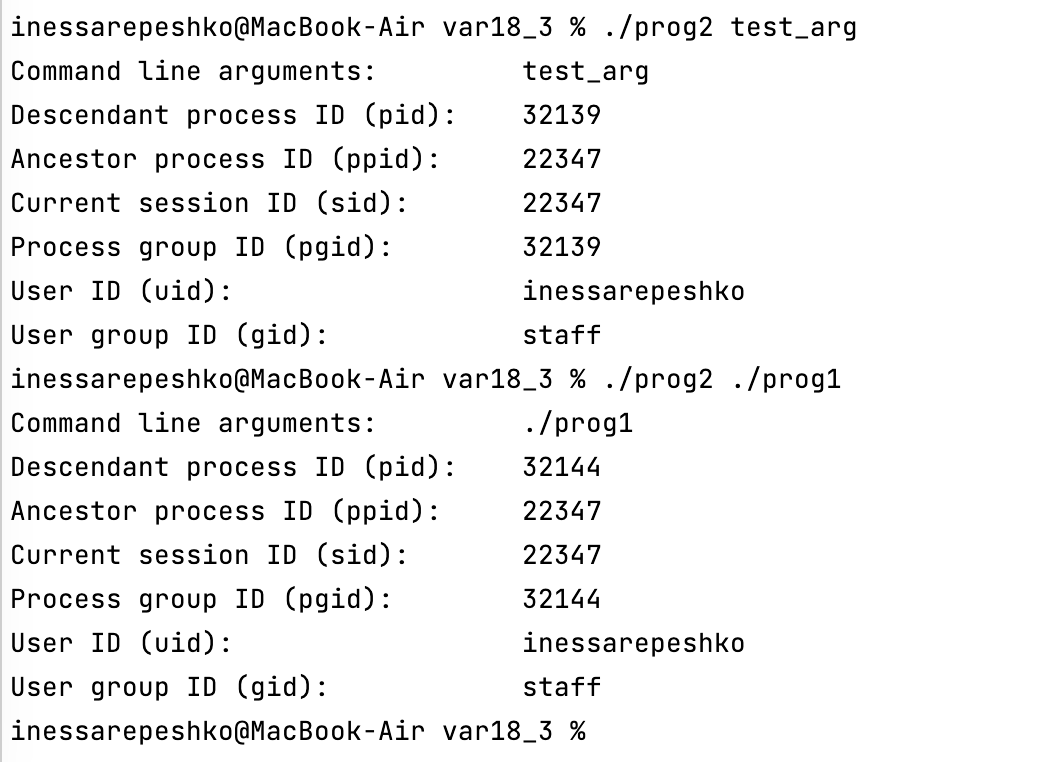 inessarepeshko@MacBook-Air var18_3 % ./prog2 test_arg
Command line arguments:         test_arg
Descendant process ID (pid):    32139
Ancestor process ID (ppid):     22347
Current session ID (sid):       22347
Process group ID (pgid):        32139
User ID (uid):                  inessarepeshko
User group ID (gid):            staff
inessarepeshko@MacBook-Air var18_3 % ./prog2 ./prog1
Command line arguments:         ./prog1
Descendant process ID (pid):    32144
Ancestor process ID (ppid):     22347
Current session ID (sid):       22347
Process group ID (pgid):        32144
User ID (uid):                  inessarepeshko
User group ID (gid):            staff
inessarepeshko@MacBook-Air var18_3 %